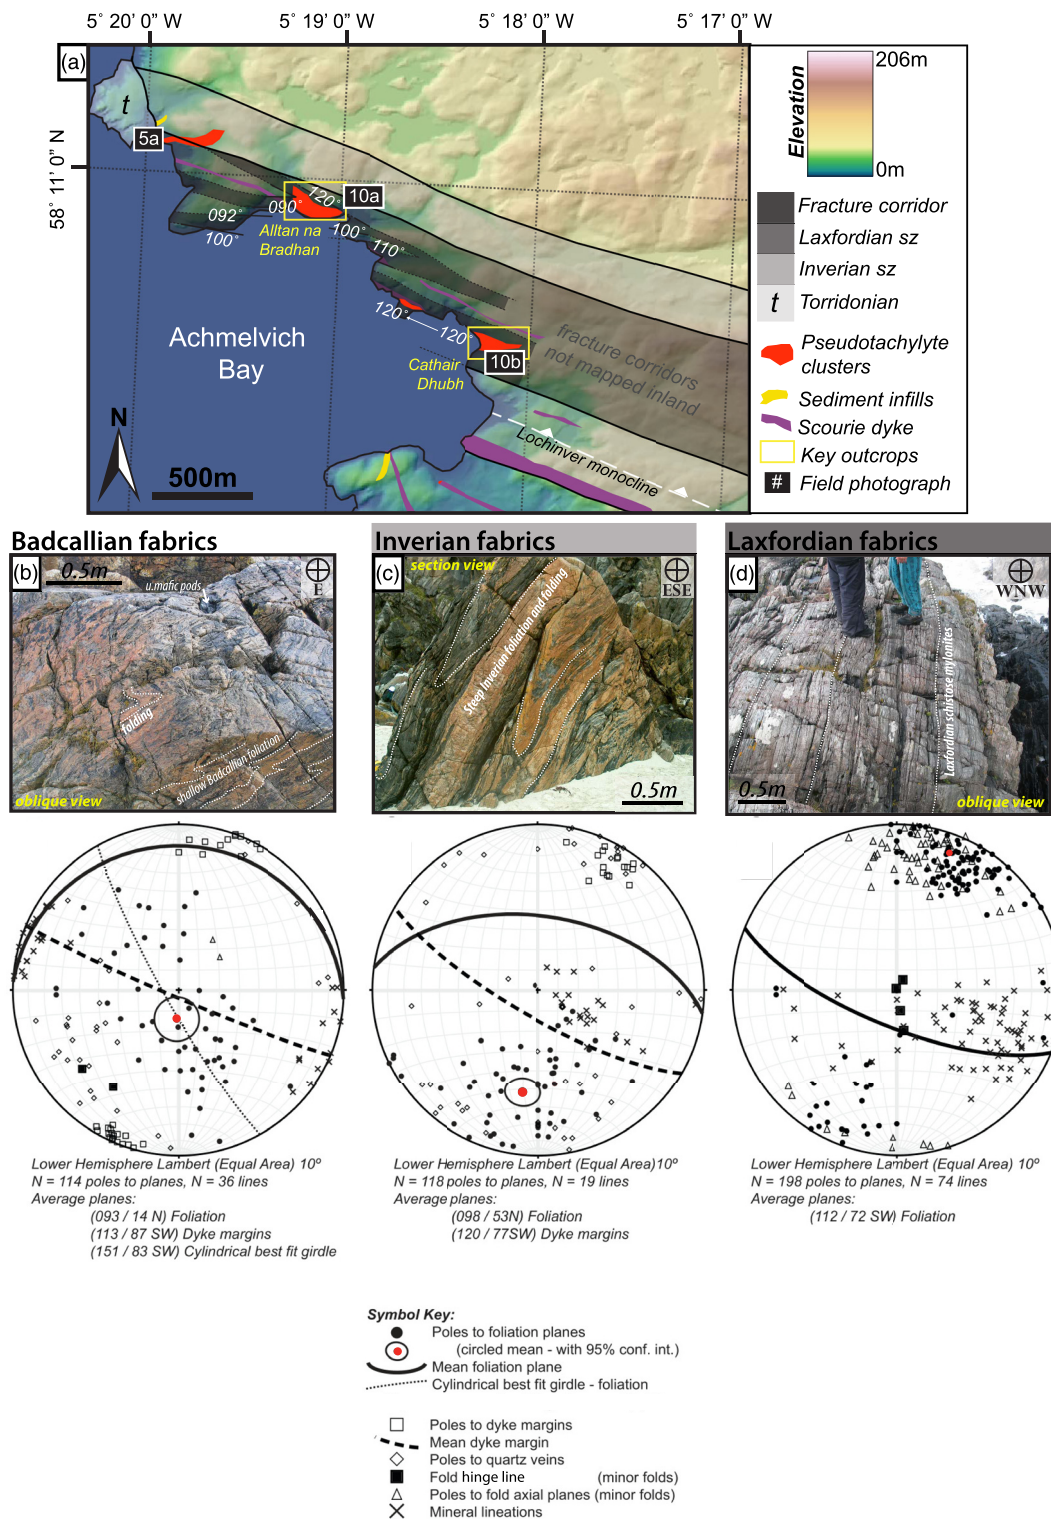 5˚ 20' 0" W
5˚ 19' 0" W
5˚ 18' 0" W
5˚ 17' 0" W
(a)
58˚ 11' 0" N
t
5a
120˚
10a
090˚
092˚
100˚
100˚
110˚
Alltan na
Bradhan
120˚
120˚
Achmelvich
Bay
10b
Cathair
Dhubh
fracture corridors
not mapped inland
Lochinver monocline
N
500m
Elevation
206m
0m
Fracture corridor
Laxfordian sz
Inverian sz
t
Torridonian
Pseudotachylyte
clusters
Sediment infills
Scourie dyke
Key outcrops
#
Field photograph
Badcallian fabrics
(b)
0.5m
u.mafic pods
E
folding
shallow Badcallian foliation
oblique view
Inverian fabrics
(c)
section view
ESE
Steep Inverian foliation and folding
0.5m
Laxfordian fabrics
(d)
WNW
Laxfordian schistose mylonites
0.5m
oblique view
Lower Hemisphere Lambert (Equal Area) 10º
N = 114 poles to planes, N = 36 lines
Average planes:
(093 / 14 N) Foliation
(113 / 87 SW) Dyke margins
(151 / 83 SW) Cylindrical best fit girdle
Lower Hemisphere Lambert (Equal Area)10º
N = 118 poles to planes, N = 19 lines
Average planes:
(098 / 53N) Foliation
(120 / 77SW) Dyke margins
Lower Hemisphere Lambert (Equal Area) 10º
N = 198 poles to planes, N = 74 lines
Average planes:
(112 / 72 SW) Foliation
Symbol Key:
Poles to foliation planes
(circled mean - with 95% conf. int.)
Mean foliation plane
Cylindrical best fit girdle - foliation
Poles to dyke margins
Mean dyke margin
Poles to quartz veins
Fold hinge line (minor folds)
Poles to fold axial planes (minor folds)
Mineral lineations